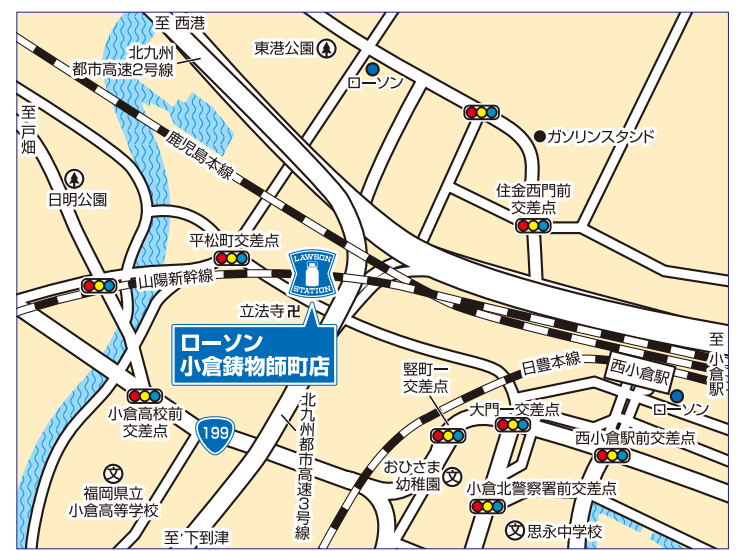 至 西港
北九州
都市高速2号線
東港公園
ローソン
至 戸畑
ガソリンスタンド
鹿児島本線
日明公園
住金西門前
交差点
平松町交差点
LAWSON
STATION
山陽新幹線
立法寺卍
ローソン
小倉鋳物師町店
至 小倉駅
竪町一
交差点
日豊本線
西小倉駅
ローソン
小倉高校前
交差点
199
北九州都市高速3号線
大門一交差点
西小倉駅前交差点
おひさま
幼稚園
文
文
福岡県立
小倉高等学校
小倉北警察署前交差点
至 下到津
文 思永中学校